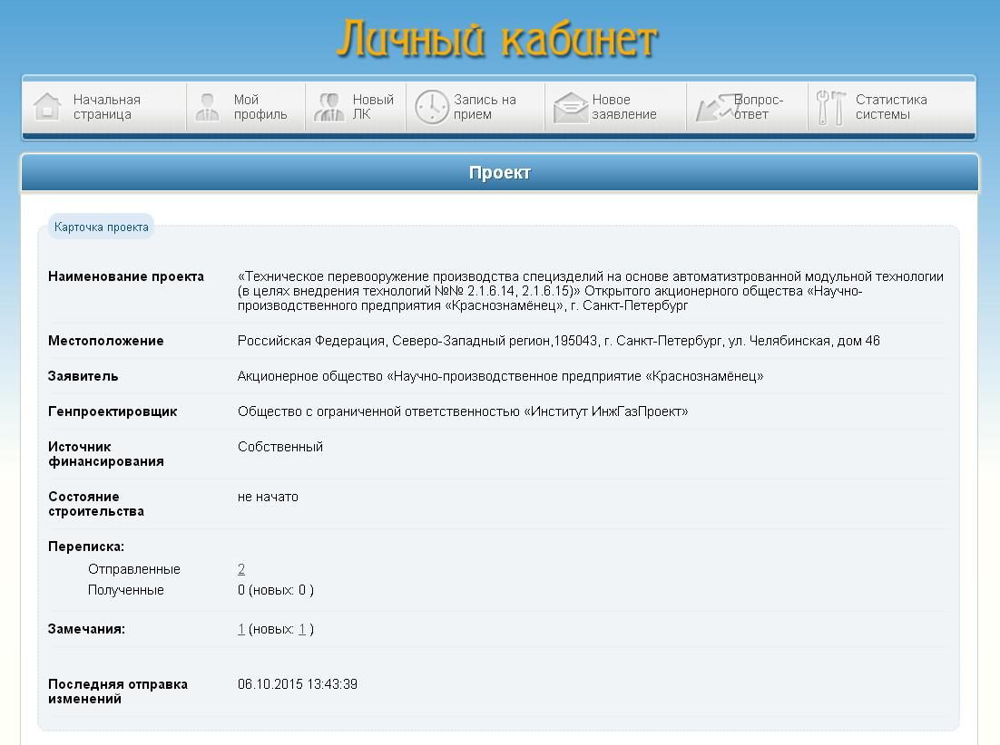 Личный кабинет
Начальная страница
Мой профиль
Новый ЛК
Запись на прием
Новое заявление
Вопрос-ответ
Статистика системы
Проект
Карточка проекта
Наименование проекта
«Техническое перевооружение производства специзделий на основе автоматизтрованной модульной технологии
(в целях внедрения технологий №№ 2.1.6.14, 2.1.6.15)» Открытого акционерного общества «Научно-
производственного предприятия «Краснознамёнец», г. Санкт-Петербург
Местоположение
Российская Федерация, Северо-Западный регион,195043, г. Санкт-Петербург, ул. Челябинская, дом 46
Заявитель
Акционерное общество «Научно-производственное предприятие «Краснознамёнец»
Генпроектировщик
Общество с ограниченной ответственностью «Институт ИнжГазПроект»
Источник
финансирования
Собственный
Состояние
строительства
не начато
Переписка:
Отправленные 2
Полученные 0 (новых: 0 )
Замечания: 1 (новых: 1 )
Последняя отправка
изменений
06.10.2015 13:43:39